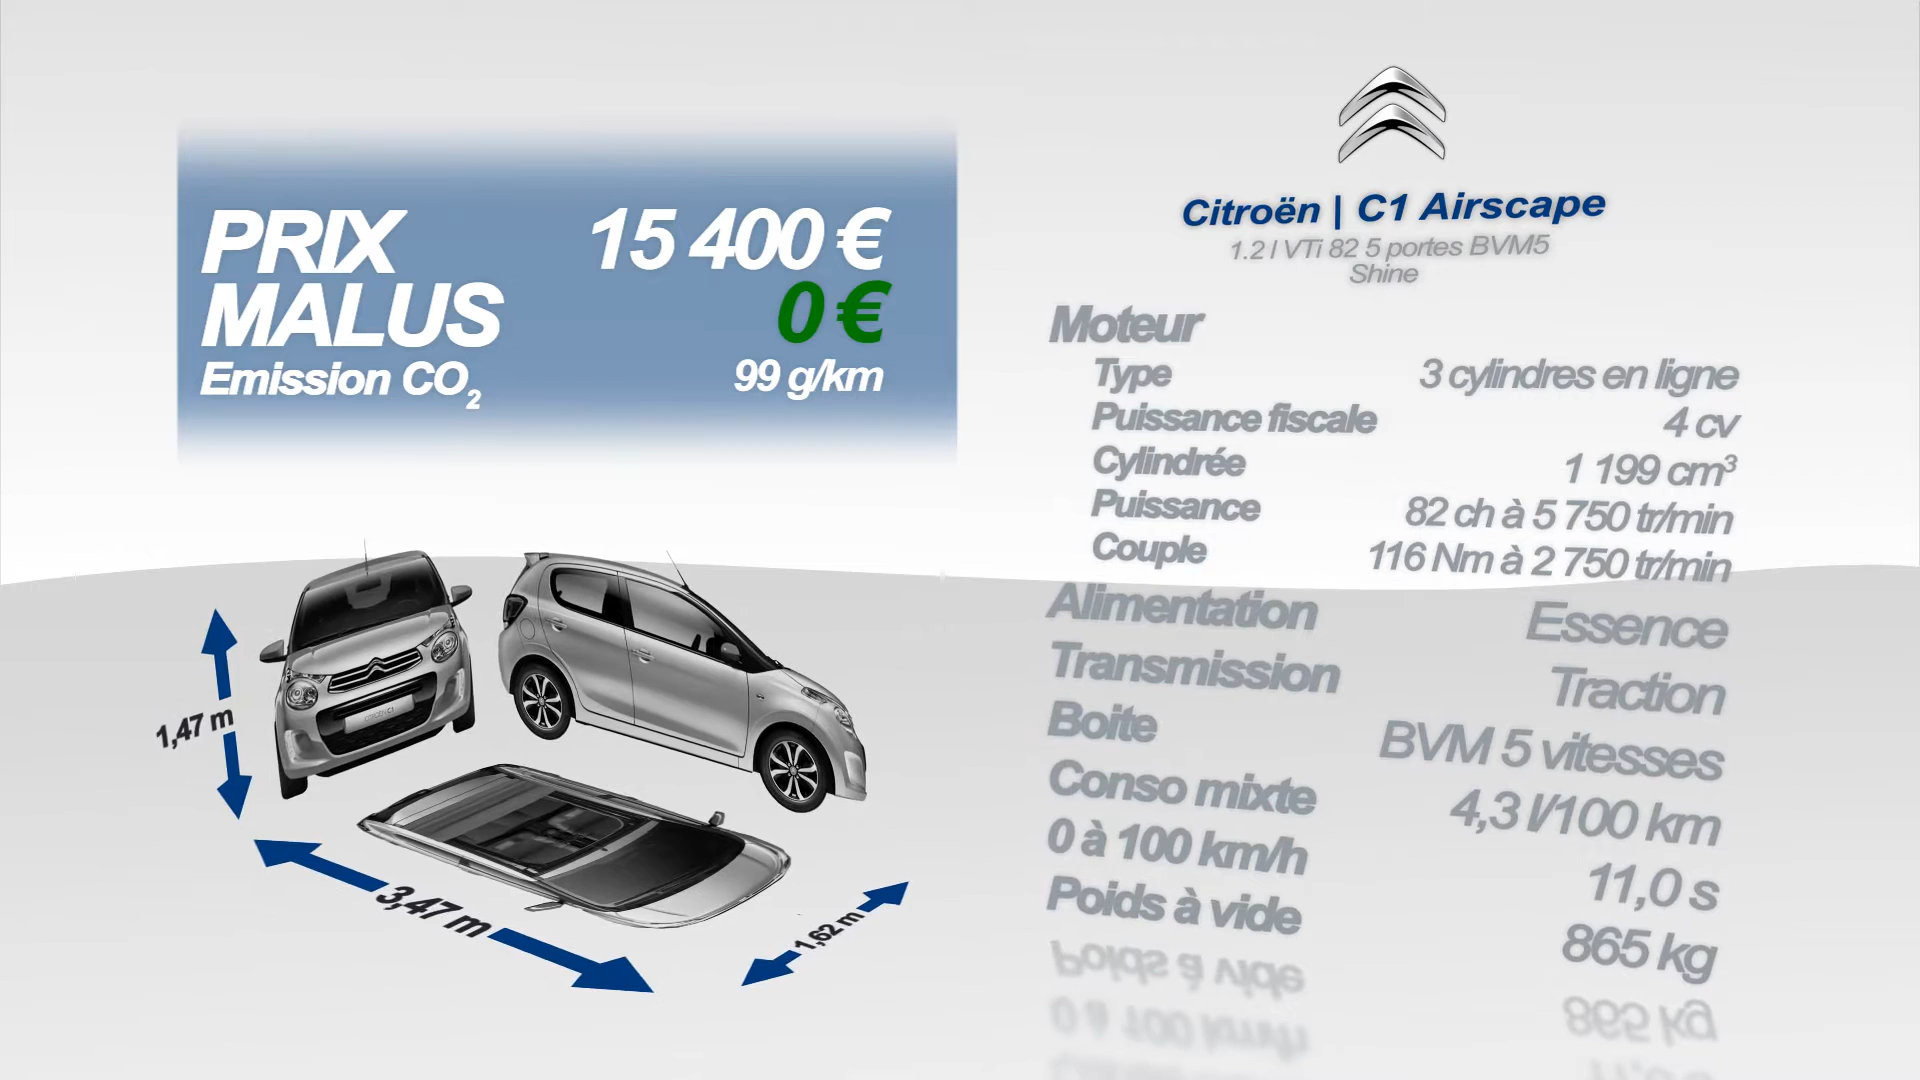 PRIX 15 400 €
MALUS 0 €
Emission CO₂ 99 g/km
1,47 m
3,47 m
1,62 m
Citroën | C1 Airscape
1.2 l VTi 82 5 portes BVM5
Shine
Moteur
Type 3 cylindres en ligne
Puissance fiscale 4 cv
Cylindrée 1 199 cm³
Puissance 82 ch à 5 750 tr/min
Couple 116 Nm à 2 750 tr/min
Alimentation Essence
Transmission Traction
Boite BVM 5 vitesses
Conso mixte 4,3 l/100 km
0 à 100 km/h 11,0 s
Poids à vide 865 kg